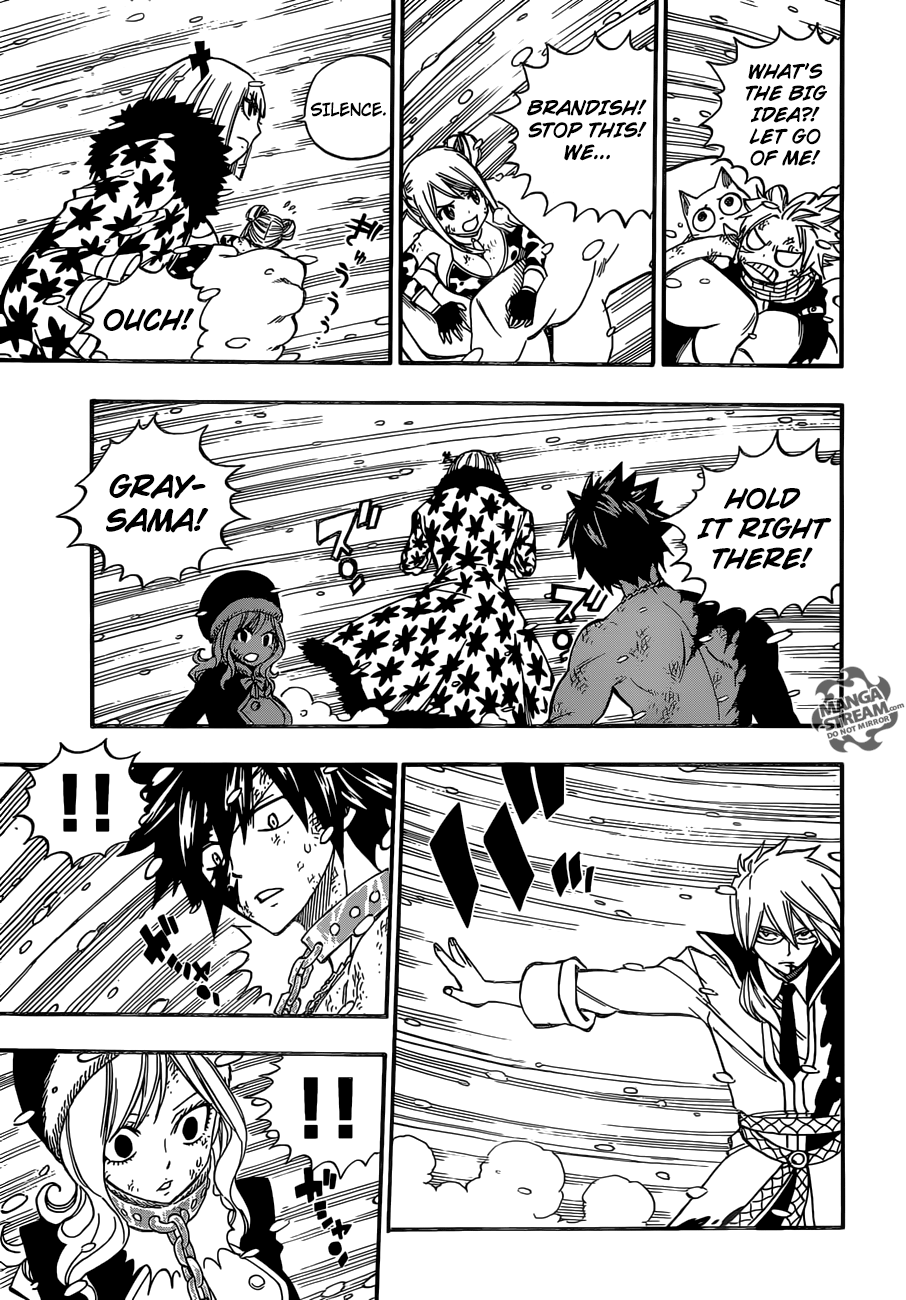 WHAT'S
THE BIG
IDEA?!
LET GO
OF ME!
BRANDISH!
STOP THIS!
WE...
SILENCE.
OUCH!
HOLD
IT RIGHT
THERE!
GRAY-
SAMA!
MANGA
STREAM.com
DO NOT MIRROR
!!
!!